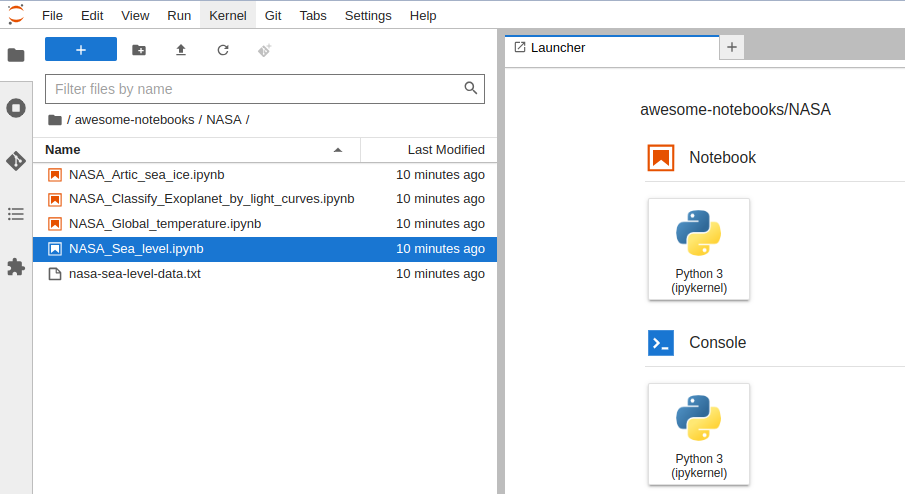 File Edit View Run Kernel Git Tabs Settings Help
+
Launcher
+
Filter files by name
/ awesome-notebooks / NASA /
Name Last Modified
NASA_Artic_sea_ice.ipynb 10 minutes ago
NASA_Classify_Exoplanet_by_light_curves.ipynb 10 minutes ago
NASA_Global_temperature.ipynb 10 minutes ago
NASA_Sea_level.ipynb 10 minutes ago
nasa-sea-level-data.txt 10 minutes ago
awesome-notebooks/NASA
Notebook
Python 3
(ipykernel)
Console
Python 3
(ipykernel)